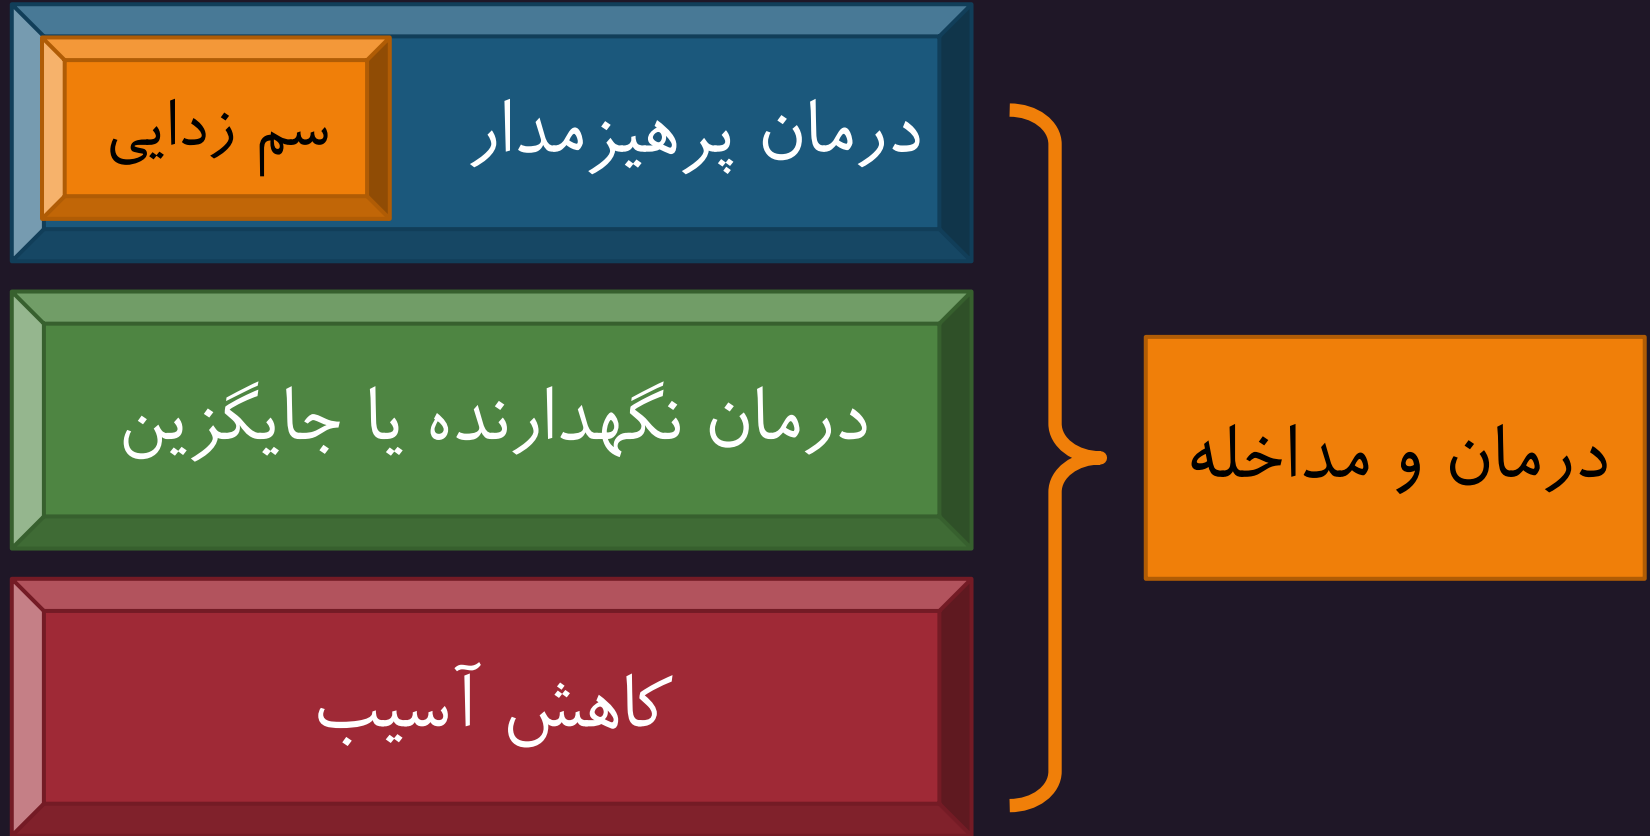 درمان و مداخله
درمان پرهیزمدار
سم زدایی
درمان نگهدارنده یا جایگزین
کاهش آسیب